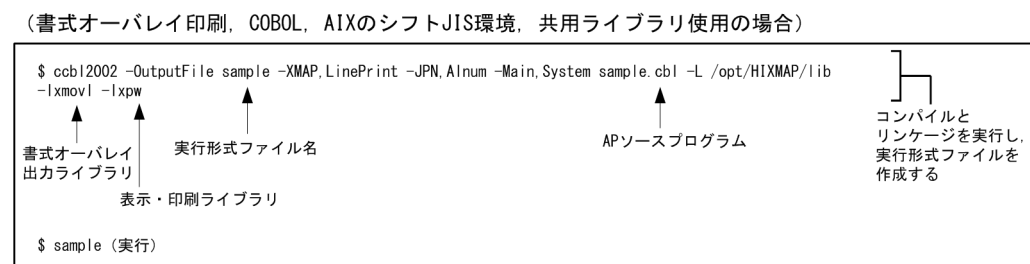 （書式オーバレイ印刷，COBOL，AIXのシフトJIS環境，共用ライブラリ使用の場合）
$ ccbl2002 -OutputFile sample -XMAP,LinePrint -JPN,Alnum -Main,System sample.cbl -L /opt/HIXMAP/lib
-lxmovl -lxpw
書式オーバレイ
出力ライブラリ
実行形式ファイル名
APソースプログラム
コンパイルと
リンケージを実行し，
実行形式ファイルを
作成する
表示・印刷ライブラリ
$ sample（実行）